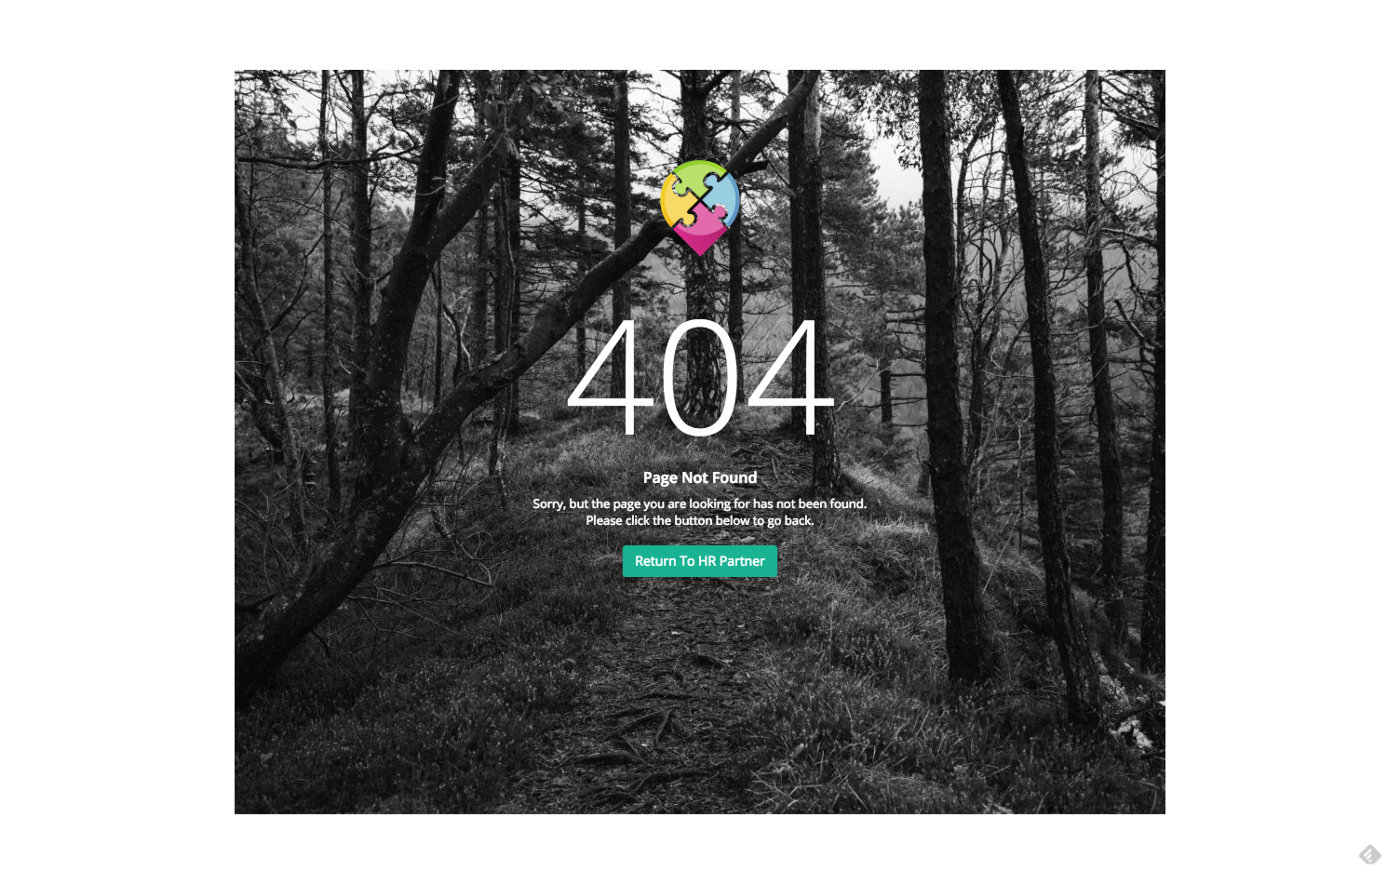 404
Page Not Found
Sorry, but the page you are looking for has not been found.
Please click the button below to go back.
Return To HR Partner